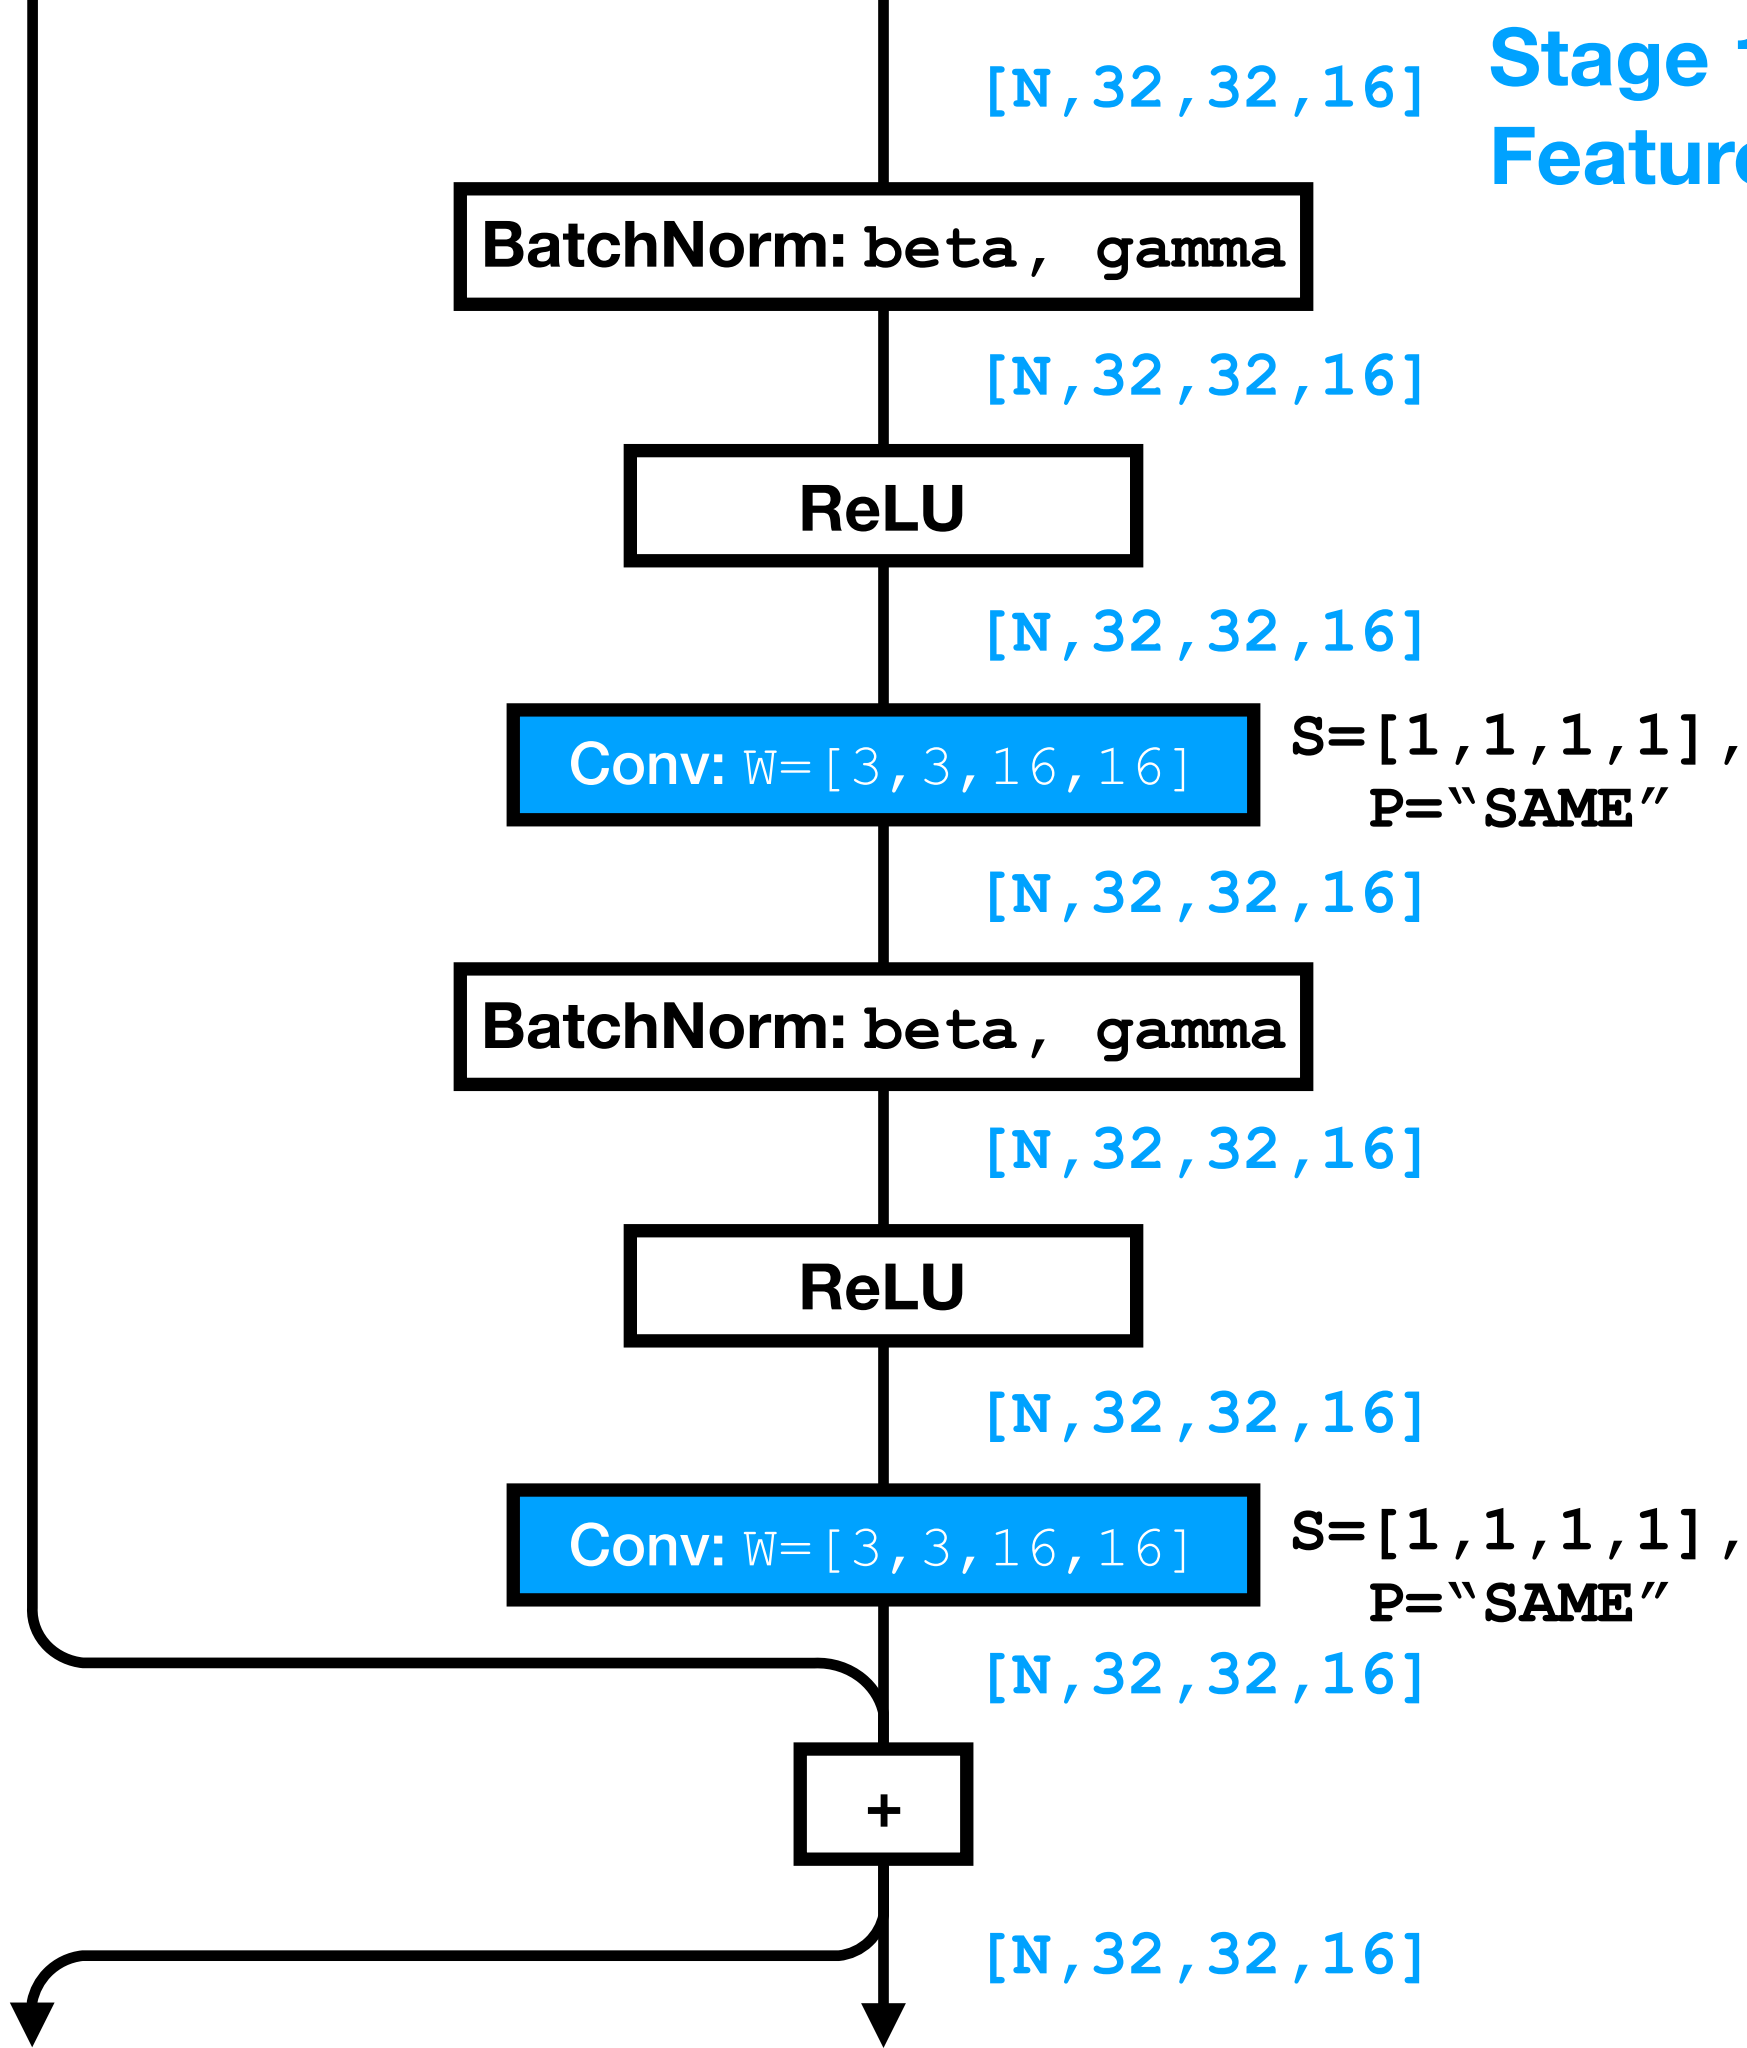 Stage
[N,32,32,16]
BatchNorm: beta, gamma
[N,32,32,16]
ReLU
[N,32,32,16]
Conv: W=[3,3,16,16]
S=[1,1,1,1],
P=“SAME”
[N,32,32,16]
BatchNorm: beta, gamma
[N,32,32,16]
ReLU
[N,32,32,16]
Conv: W=[3,3,16,16]
S=[1,1,1,1],
P=“SAME”
[N,32,32,16]
+
[N,32,32,16]